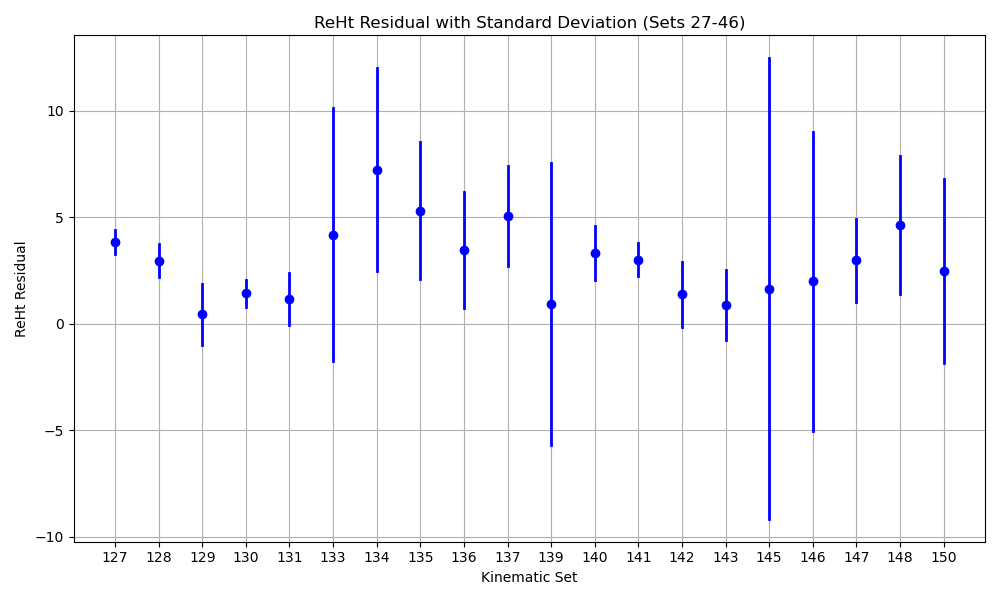 ReHt Residual with Standard Deviation (Sets 27-46)
ReHt Residual
10
5
0
−5
−10
127 128 129 130 131 133 134 135 136 137 139 140 141 142 143 145 146 147 148 150
Kinematic Set